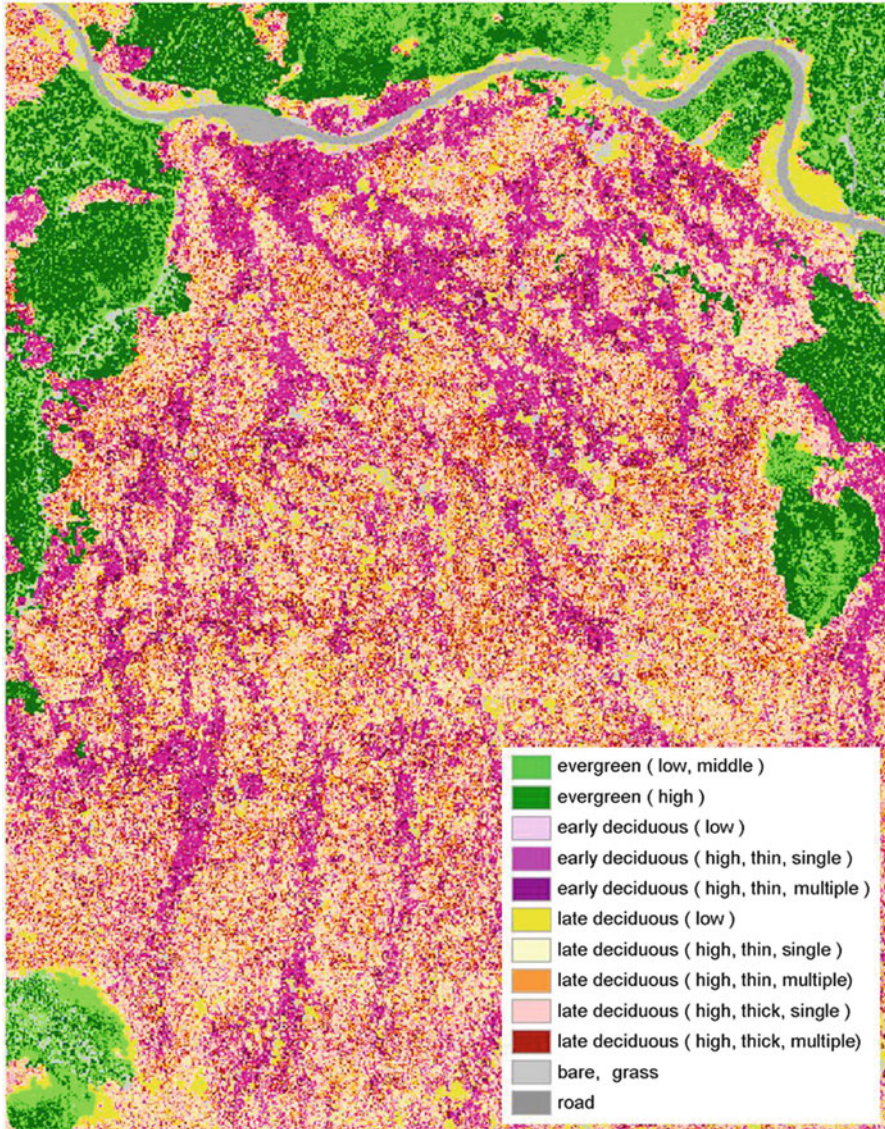 evergreen ( low, middle )
evergreen ( high )
early deciduous ( low )
early deciduous ( high, thin, single )
early deciduous ( high, thin, multiple )
late deciduous ( low )
late deciduous ( high, thin, single )
late deciduous ( high, thin, multiple)
late deciduous ( high, thick, single )
late deciduous ( high, thick, multiple)
bare, grass
road